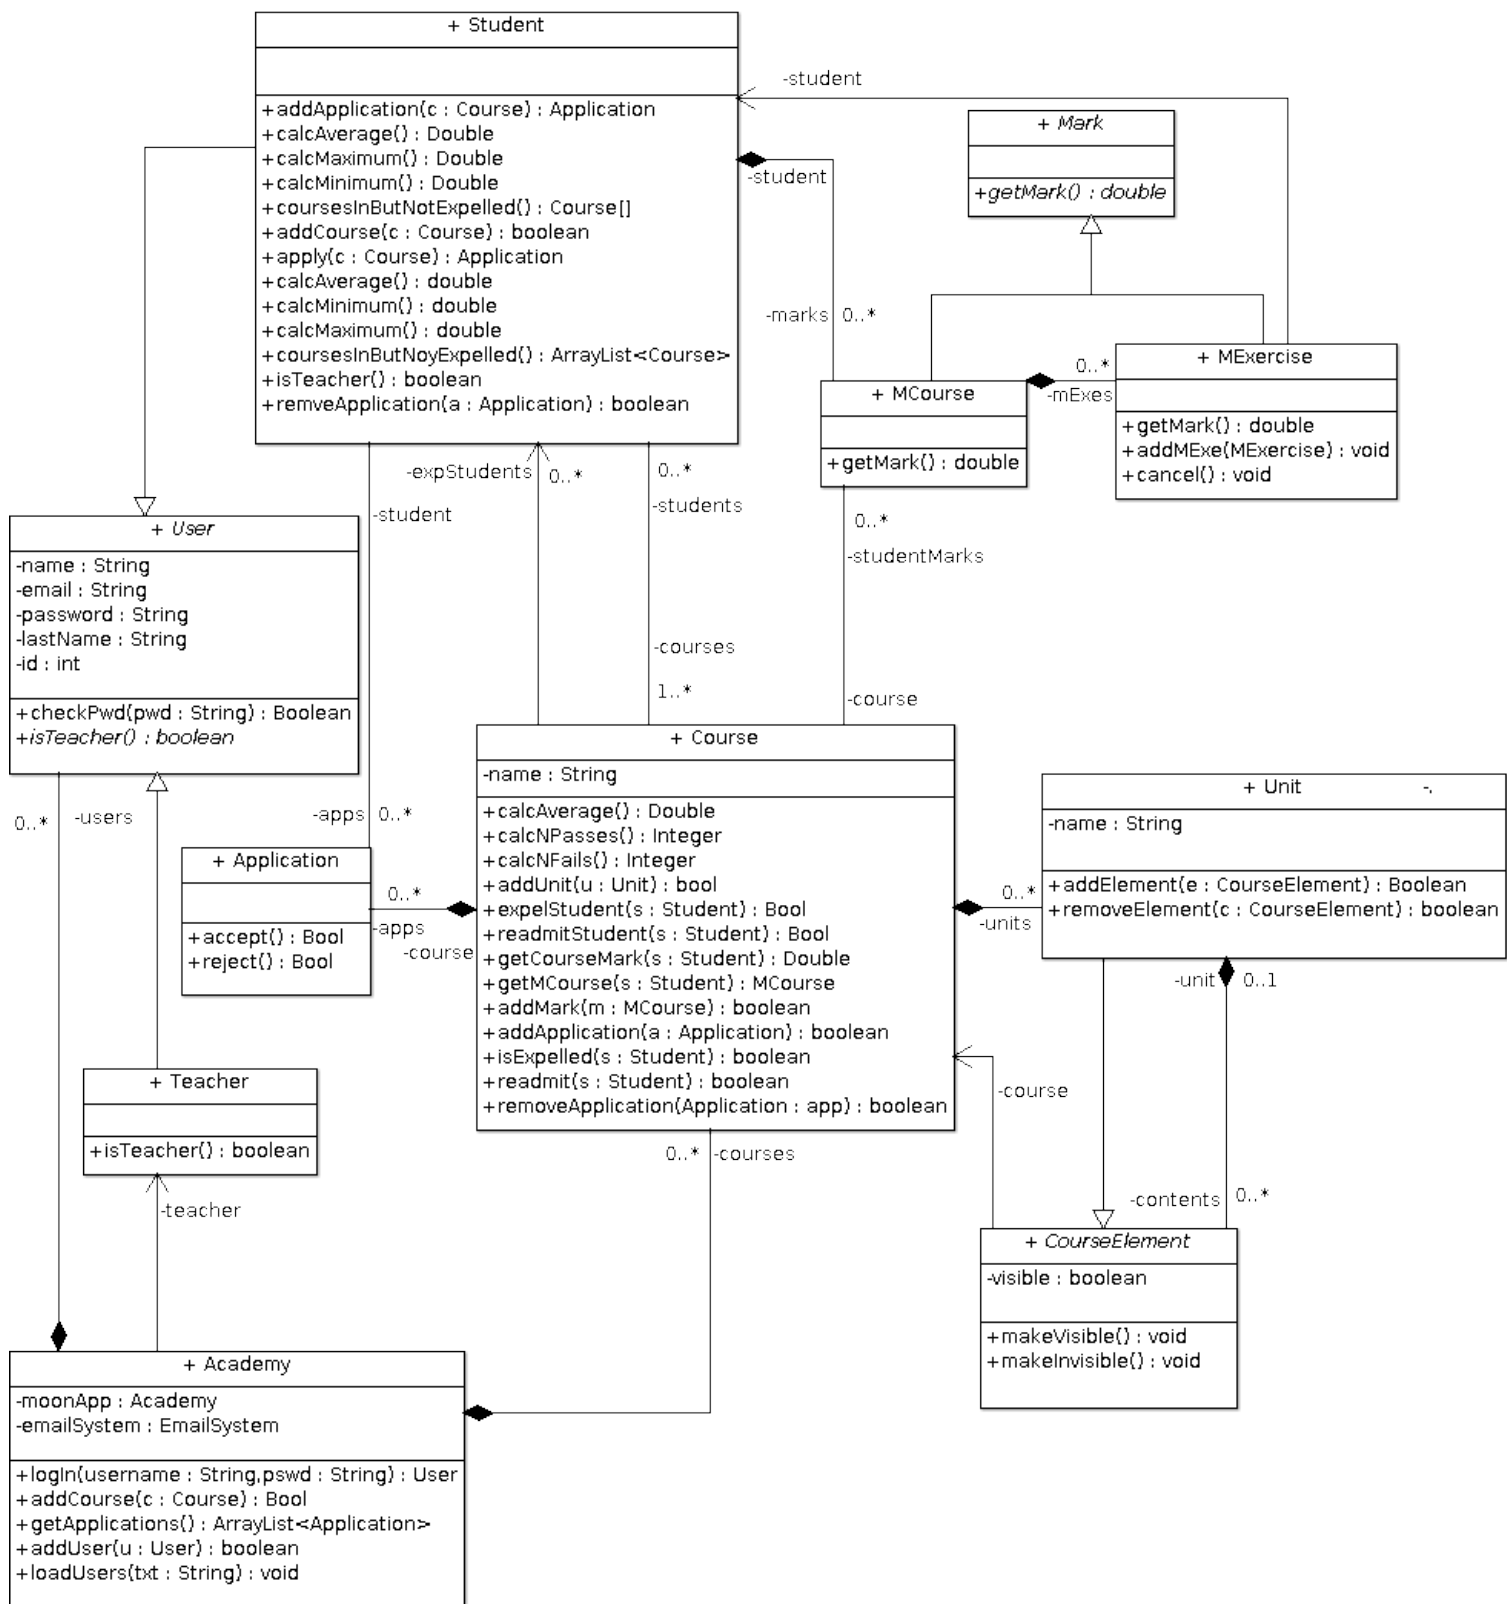 + Student
+addApplication(c : Course) : Application
+calcAverage() : Double
+calcMaximum() : Double
+calcMinimum() : Double
+coursesInButNotExpelled() : Course[]
+addCourse(c : Course) : boolean
+apply(c : Course) : Application
+calcAverage() : double
+calcMinimum() : double
+calcMaximum() : double
+coursesInButNoyExpelled() : ArrayList<Course>
+isTeacher() : boolean
+remveApplication(a : Application) : boolean
-student
+ Mark
+getMark() : double
-student
-marks
0..*
+ MExercise
+getMark() : double
+addMExe(MExercise) : void
+cancel() : void
0..*
-mExes
+ MCourse
+getMark() : double
-expStudents
0..*
0..*
-students
-student
0..*
-studentMarks
+ User
-name : String
-email : String
-password : String
-lastName : String
-id : int
+checkPwd(pwd : String) : Boolean
+isTeacher() : boolean
-courses
1..*
-course
+ Course
-name : String
+calcAverage() : Double
+calcNPasses() : Integer
+calcNFails() : Integer
+addUnit(u : Unit) : bool
+expelStudent(s : Student) : Bool
+readmitStudent(s : Student) : Bool
+getCourseMark(s : Student) : Double
+getMCourse(s : Student) : MCourse
+addMark(m : MCourse) : boolean
+addApplication(a : Application) : boolean
+isExpelled(s : Student) : boolean
+readmit(s : Student) : boolean
+removeApplication(Application : app) : boolean
+ Unit
-.
-name : String
+addElement(e : CourseElement) : Boolean
+removeElement(c : CourseElement) : boolean
0..*
-users
-apps
0..*
+ Application
+accept() : Bool
+reject() : Bool
0..*
-apps
-course
0..*
-units
-unit
0..1
-course
-contents
0..*
+ Teacher
+isTeacher() : boolean
-teacher
0..*
-courses
+ CourseElement
-visible : boolean
+makeVisible() : void
+makeInvisible() : void
+ Academy
-moonApp : Academy
-emailSystem : EmailSystem
+logIn(username : String,pswd : String) : User
+addCourse(c : Course) : Bool
+getApplications() : ArrayList<Application>
+addUser(u : User) : boolean
+loadUsers(txt : String) : void